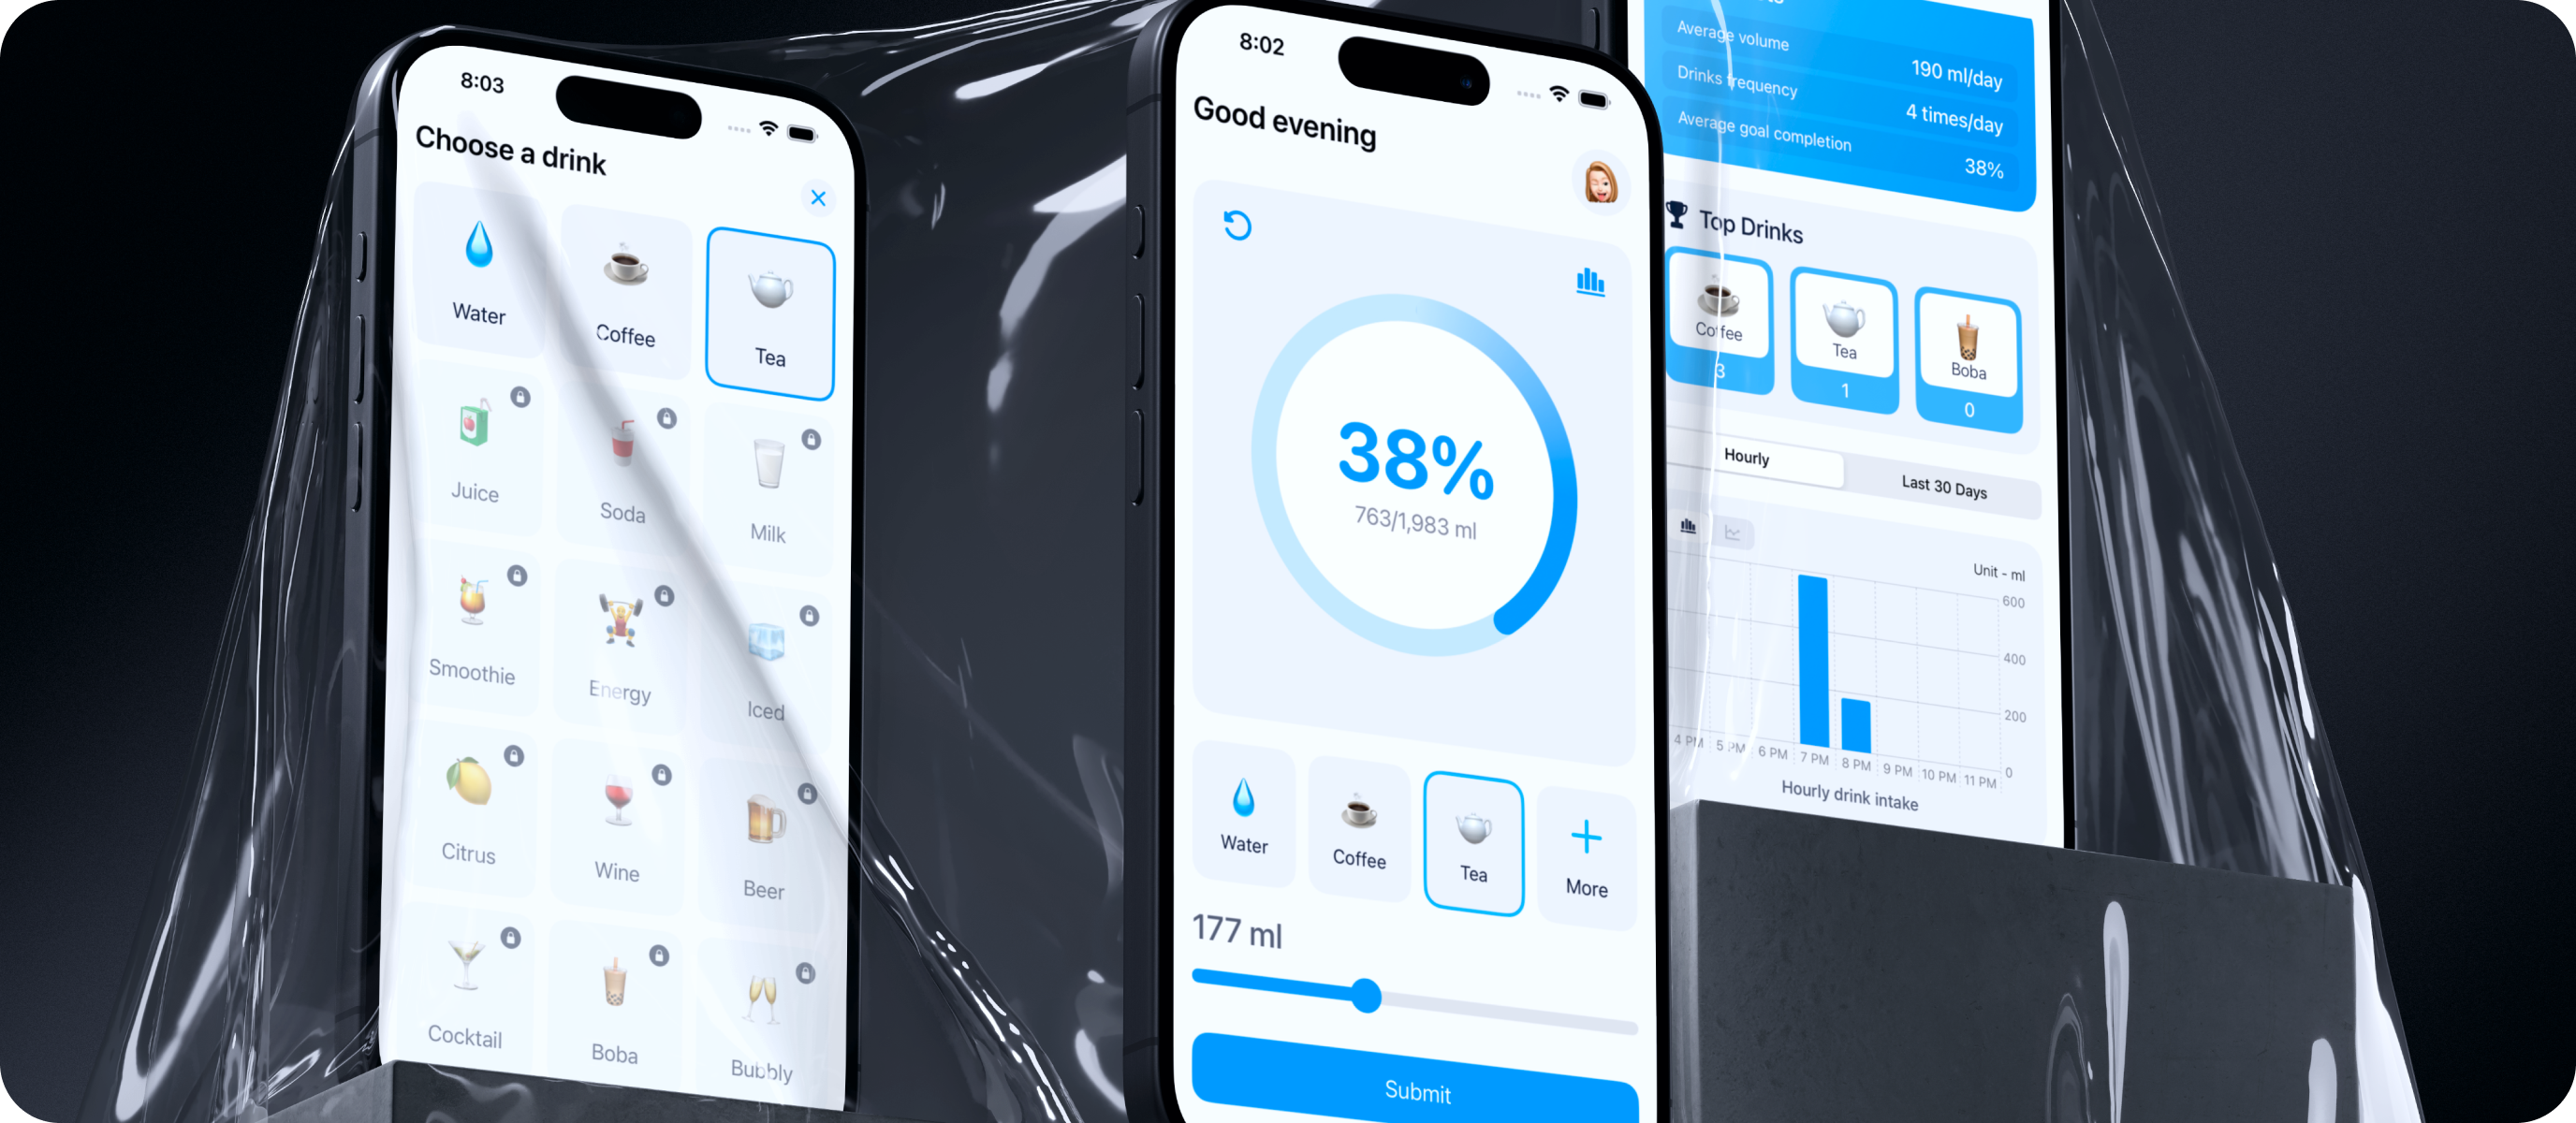 8:03
Choose a drink
Water
Coffee
Tea
Juice
Soda
Milk
Smoothie
Energy
Iced
Citrus
Wine
Beer
Cocktail
Boba
Bubbly
8:02
Good evening
38%
763/1,983 ml
Water
Coffee
Tea
More
177 ml
Submit
Average volume
190 ml/day
Drinks frequency
4 times/day
Average goal completion
38%
Top Drinks
Coffee
Tea
Boba
3
1
0
Hourly
Last 30 Days
Unit - ml
600
400
200
0
4 PM 5 PM 6 PM 7 PM 8 PM 9 PM 10 PM 11 PM
Hourly drink intake